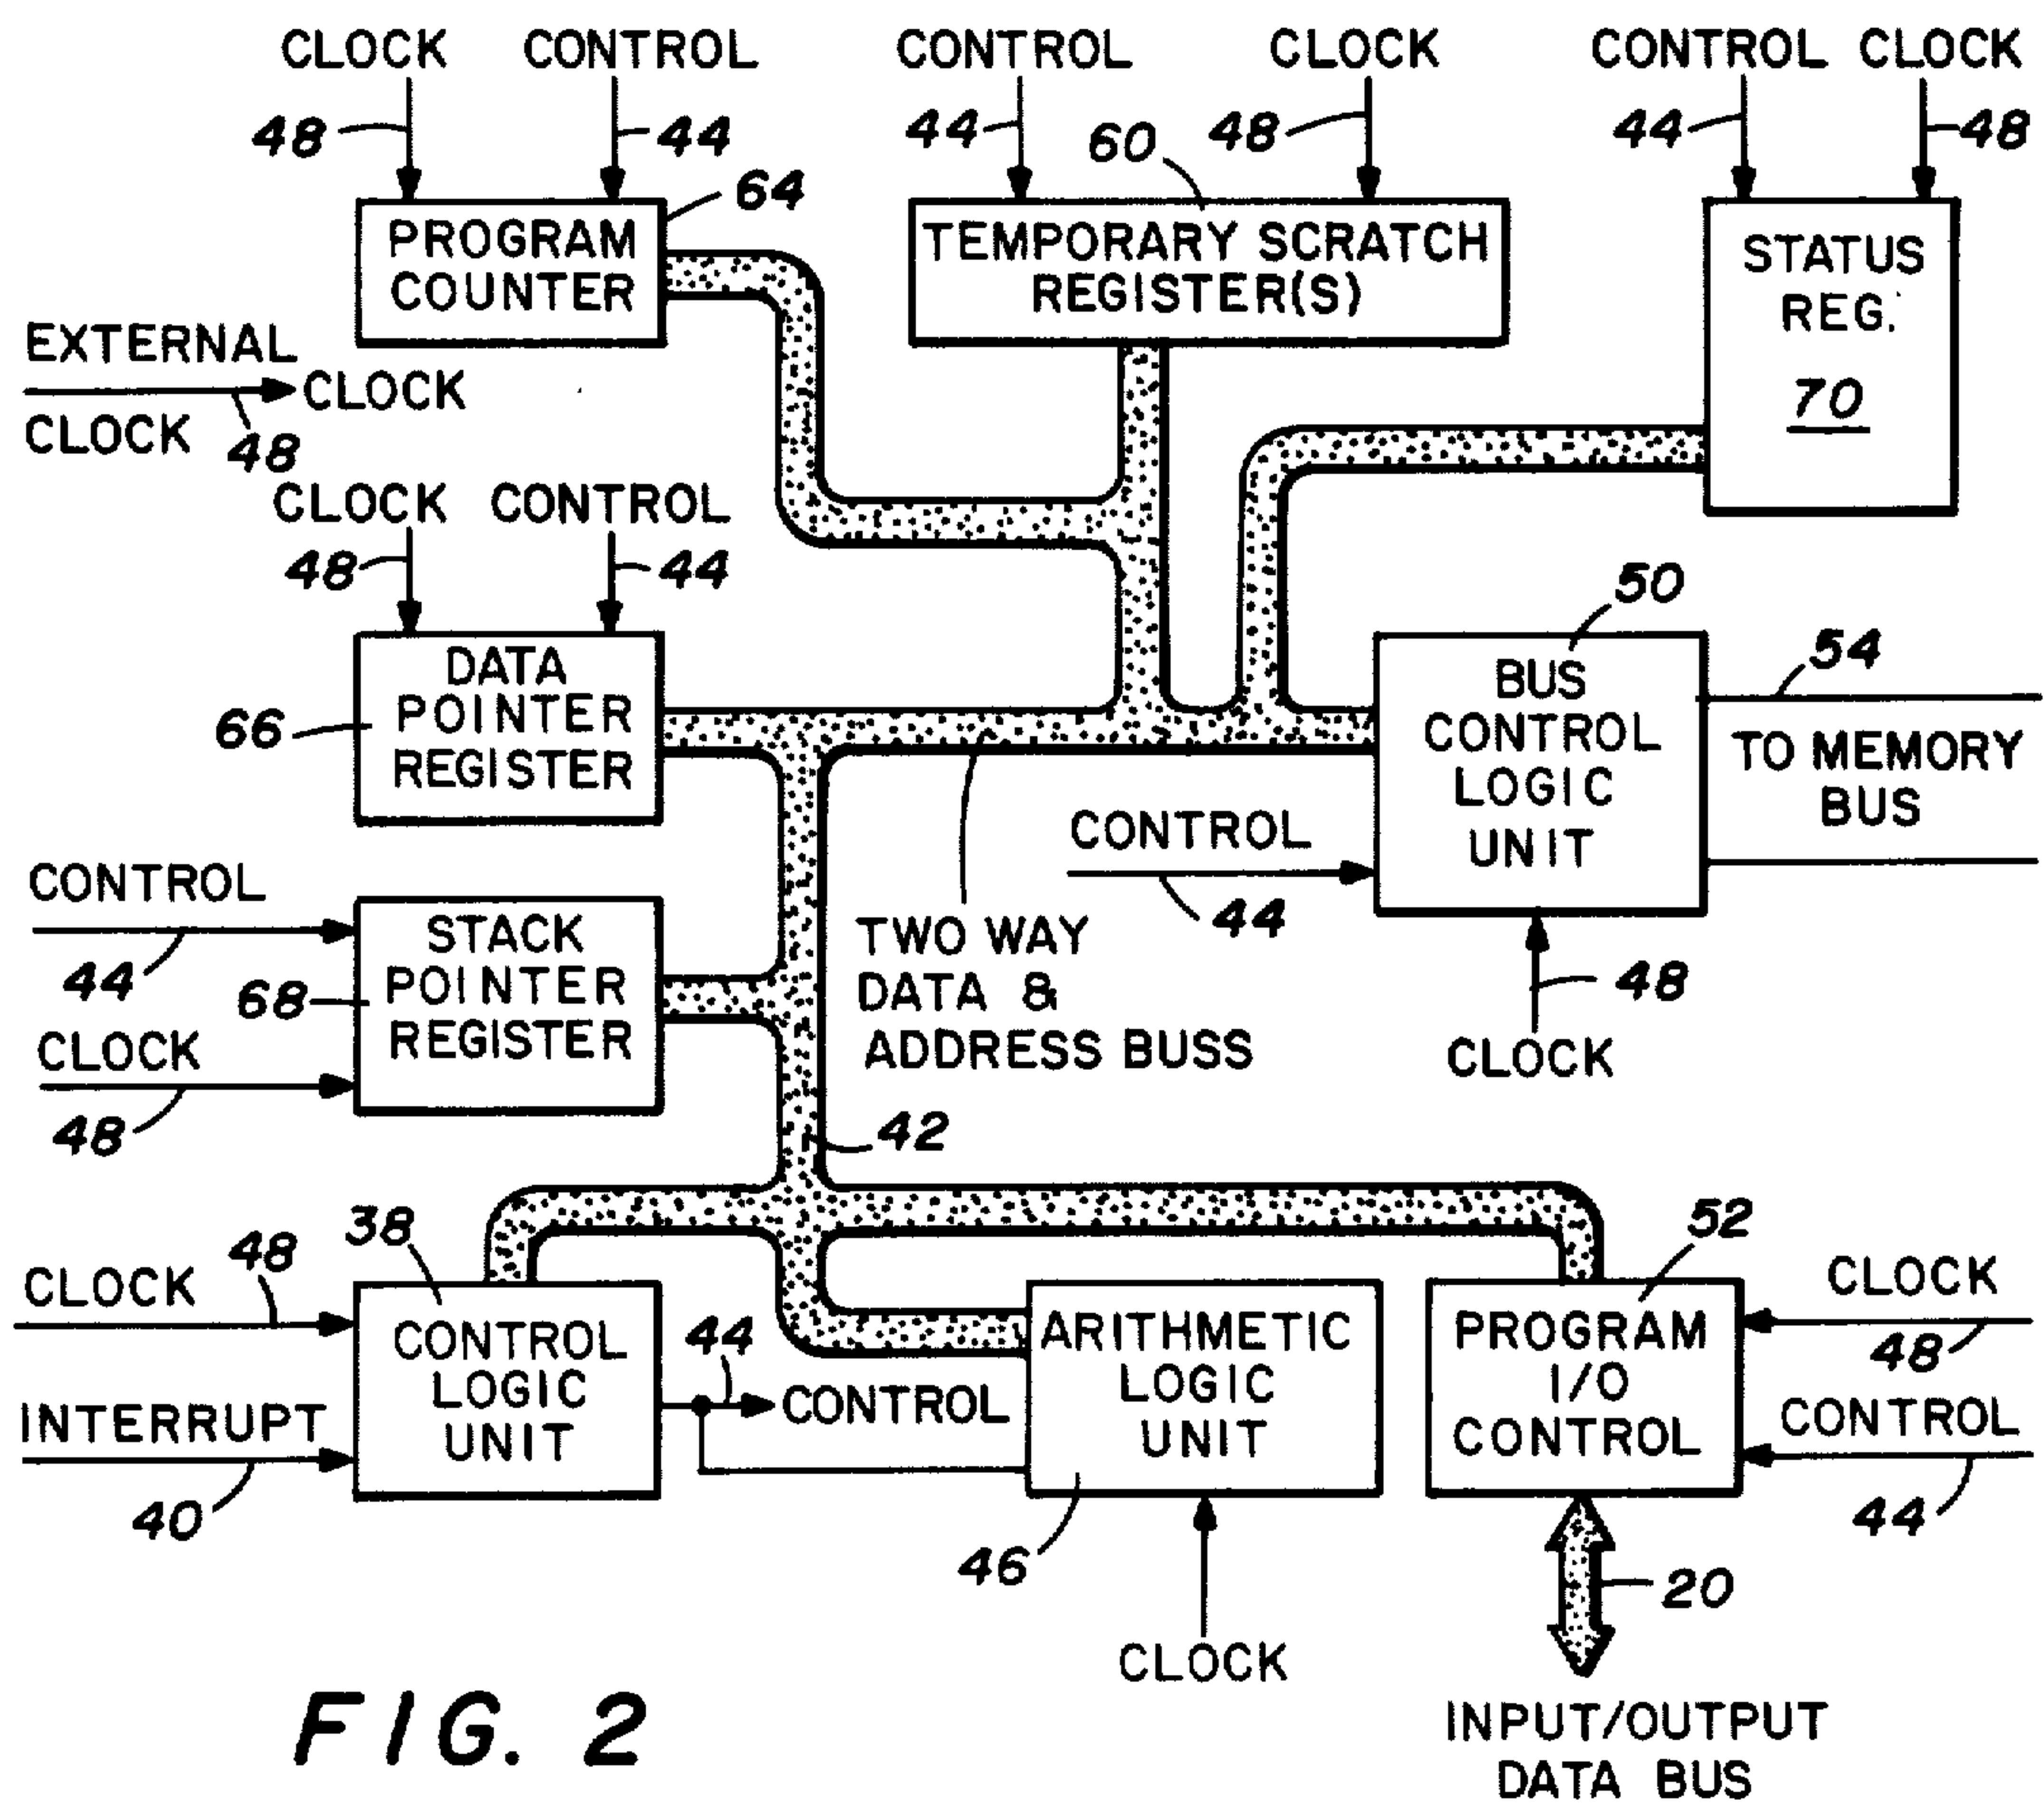 CLOCK CONTROL CONTROL CLOCK CONTROL CLOCK
48 44 44 60 48 44 48
64
PROGRAM
COUNTER
TEMPORARY SCRATCH
REGISTER(S)
STATUS
REG.
70
EXTERNAL
CLOCK
CLOCK
48
CLOCK CONTROL
48 44
DATA
POINTER
REGISTER
66
50
BUS
CONTROL
LOGIC
UNIT
54
TO MEMORY
BUS
CONTROL
44
48
CLOCK
TWO WAY
DATA &
ADDRESS BUSS
CONTROL
44
STACK
POINTER
REGISTER
68
CLOCK
48
42
38
48
CLOCK
CONTROL
LOGIC
UNIT
INTERRUPT
40
44
CONTROL
ARITHMETIC
LOGIC
UNIT
46
CLOCK
52
PROGRAM
I/O
CONTROL
CLOCK
48
CONTROL
44
20
INPUT/OUTPUT
DATA BUS
FIG. 2